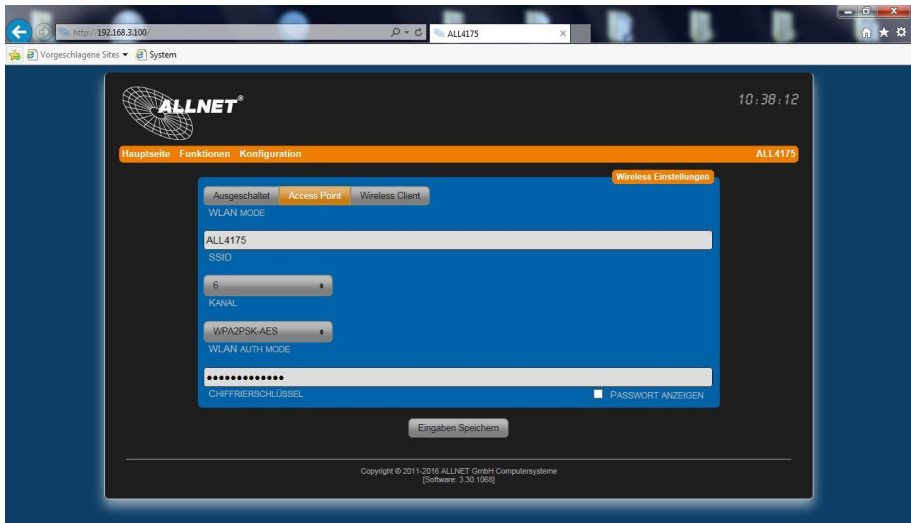 http://192.168.3.100/
ALL4175
Vorgeschlagene Sites
System
ALLNET®
10:38:12
Hauptseite Funktionen Konfiguration
ALL4175
Wireless Einstellungen
Ausgeschaltet Access Point Wireless Client
WLAN MODE
ALL4175
SSID
6
KANAL
WPA2PSK-AES
WLAN AUTH MODE
•••••••••••••
CHIFFRIERSCHLÜSSEL
PASSWORT ANZEIGEN
Eingaben Speichern
Copyright © 2011-2016 ALLNET GmbH Computersysteme
[Software: 3.30.1068]